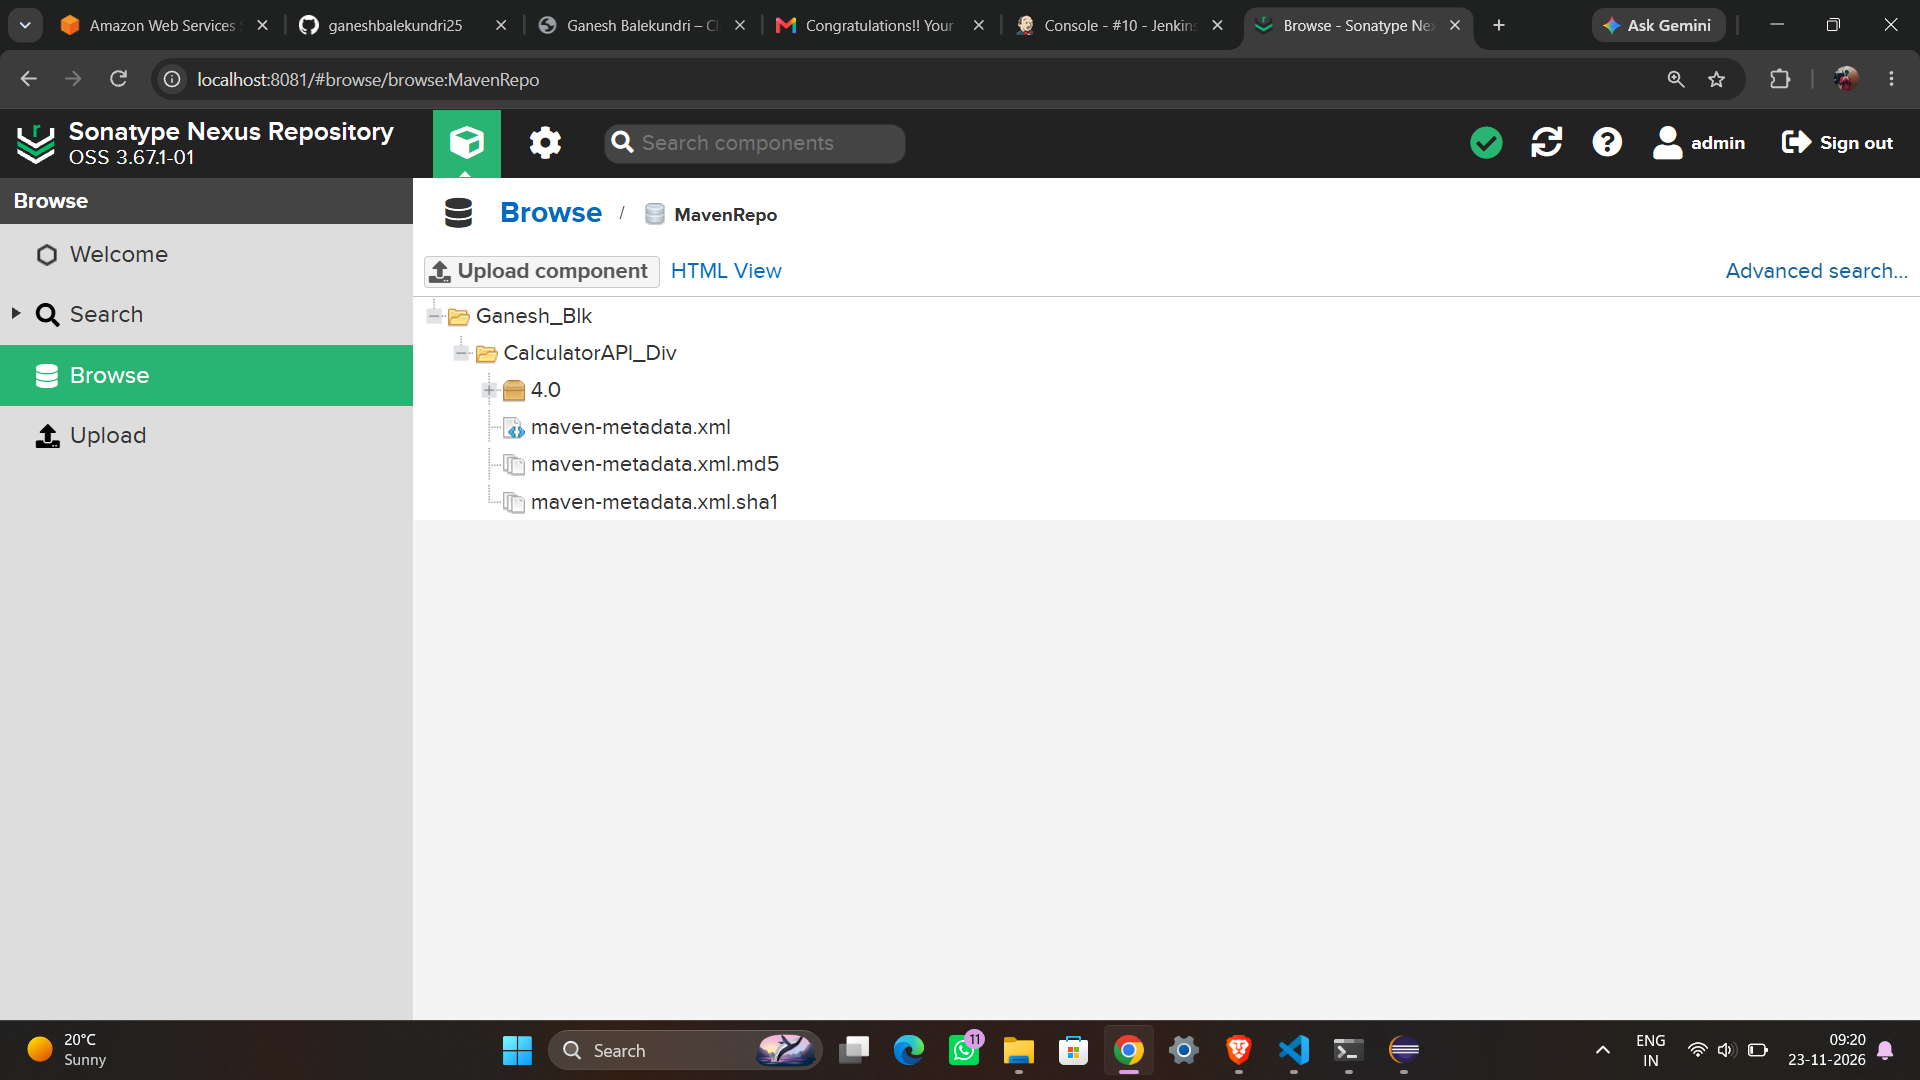 Amazon Web Services S
ganeshbalekundri25
Ganesh Balekundri – Cl
Congratulations!! Your
Console - #10 - Jenkins
Browse - Sonatype Nex
Ask Gemini
localhost:8081/#browse/browse:MavenRepo
Sonatype Nexus Repository
OSS 3.67.1-01
Search components
admin
Sign out
Browse
Welcome
Search
Browse
Upload
Browse / MavenRepo
Upload component
HTML View
Advanced search...
Ganesh_Blk
CalculatorAPI_Div
4.0
maven-metadata.xml
maven-metadata.xml.md5
maven-metadata.xml.sha1
20°C
Sunny
Search
11
ENG
IN
09:20
23-11-2026